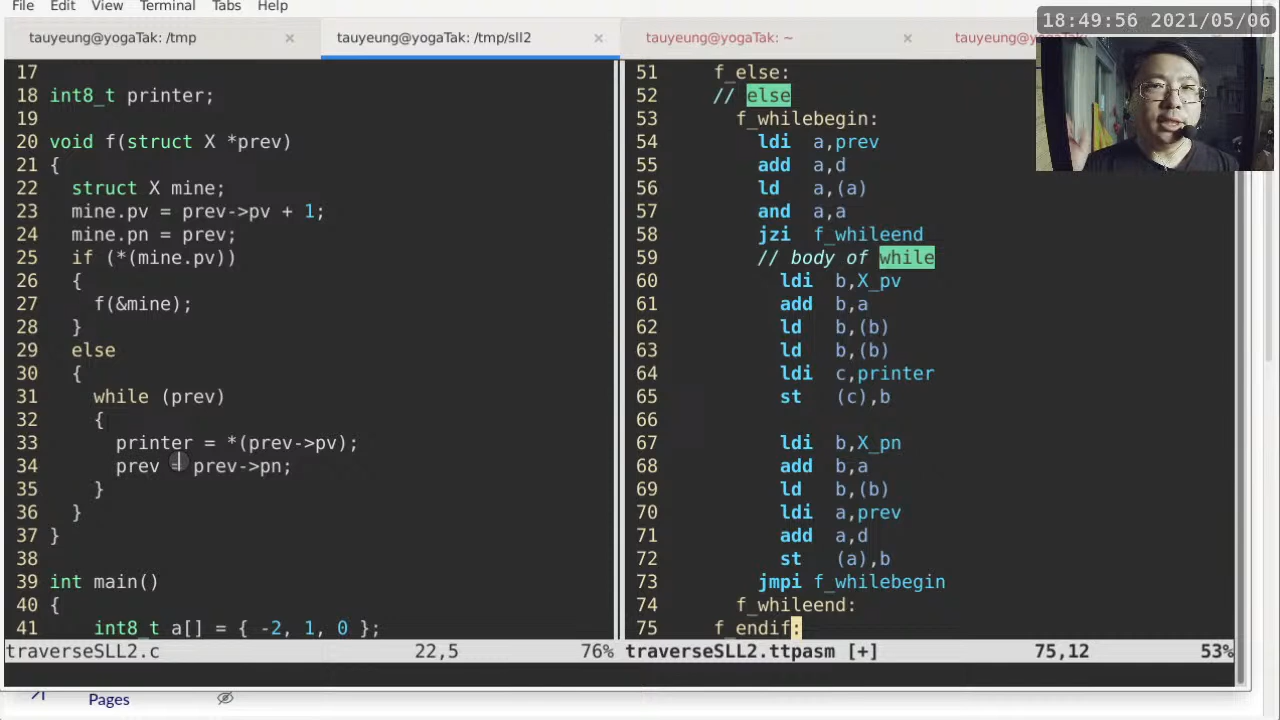 File Edit View Terminal Tabs Help
18:49:56 2021/05/06
tauyeung@yogaTak: /tmp × tauyeung@yogaTak: /tmp/sll2 × tauyeung@yogaTak: ~ × tauyeung@yogaTak:
17
18 int8_t printer;
19
20 void f(struct X *prev)
21 {
22   struct X mine;
23   mine.pv = prev->pv + 1;
24   mine.pn = prev;
25   if (*(mine.pv))
26   {
27     f(&mine);
28   }
29   else
30   {
31     while (prev)
32     {
33       printer = *(prev->pv);
34       prev = prev->pn;
35     }
36   }
37 }
38
39 int main()
40 {
41     int8_t a[] = { -2, 1, 0 };
traverseSLL2.c 22,5 76%
51     f_else:
52     // else
53       f_whilebegin:
54         ldi  a,prev
55         add  a,d
56         ld   a,(a)
57         and  a,a
58         jzi  f_whileend
59         // body of while
60           ldi  b,X_pv
61           add  b,a
62           ld   b,(b)
63           ld   b,(b)
64           ldi  c,printer
65           st   (c),b
66
67           ldi  b,X_pn
68           add  b,a
69           ld   b,(b)
70           ldi  a,prev
71           add  a,d
72           st   (a),b
73         jmpi f_whilebegin
74       f_whileend:
75     f_endif:
traverseSLL2.ttpasm [+] 75,12 53%
Pages